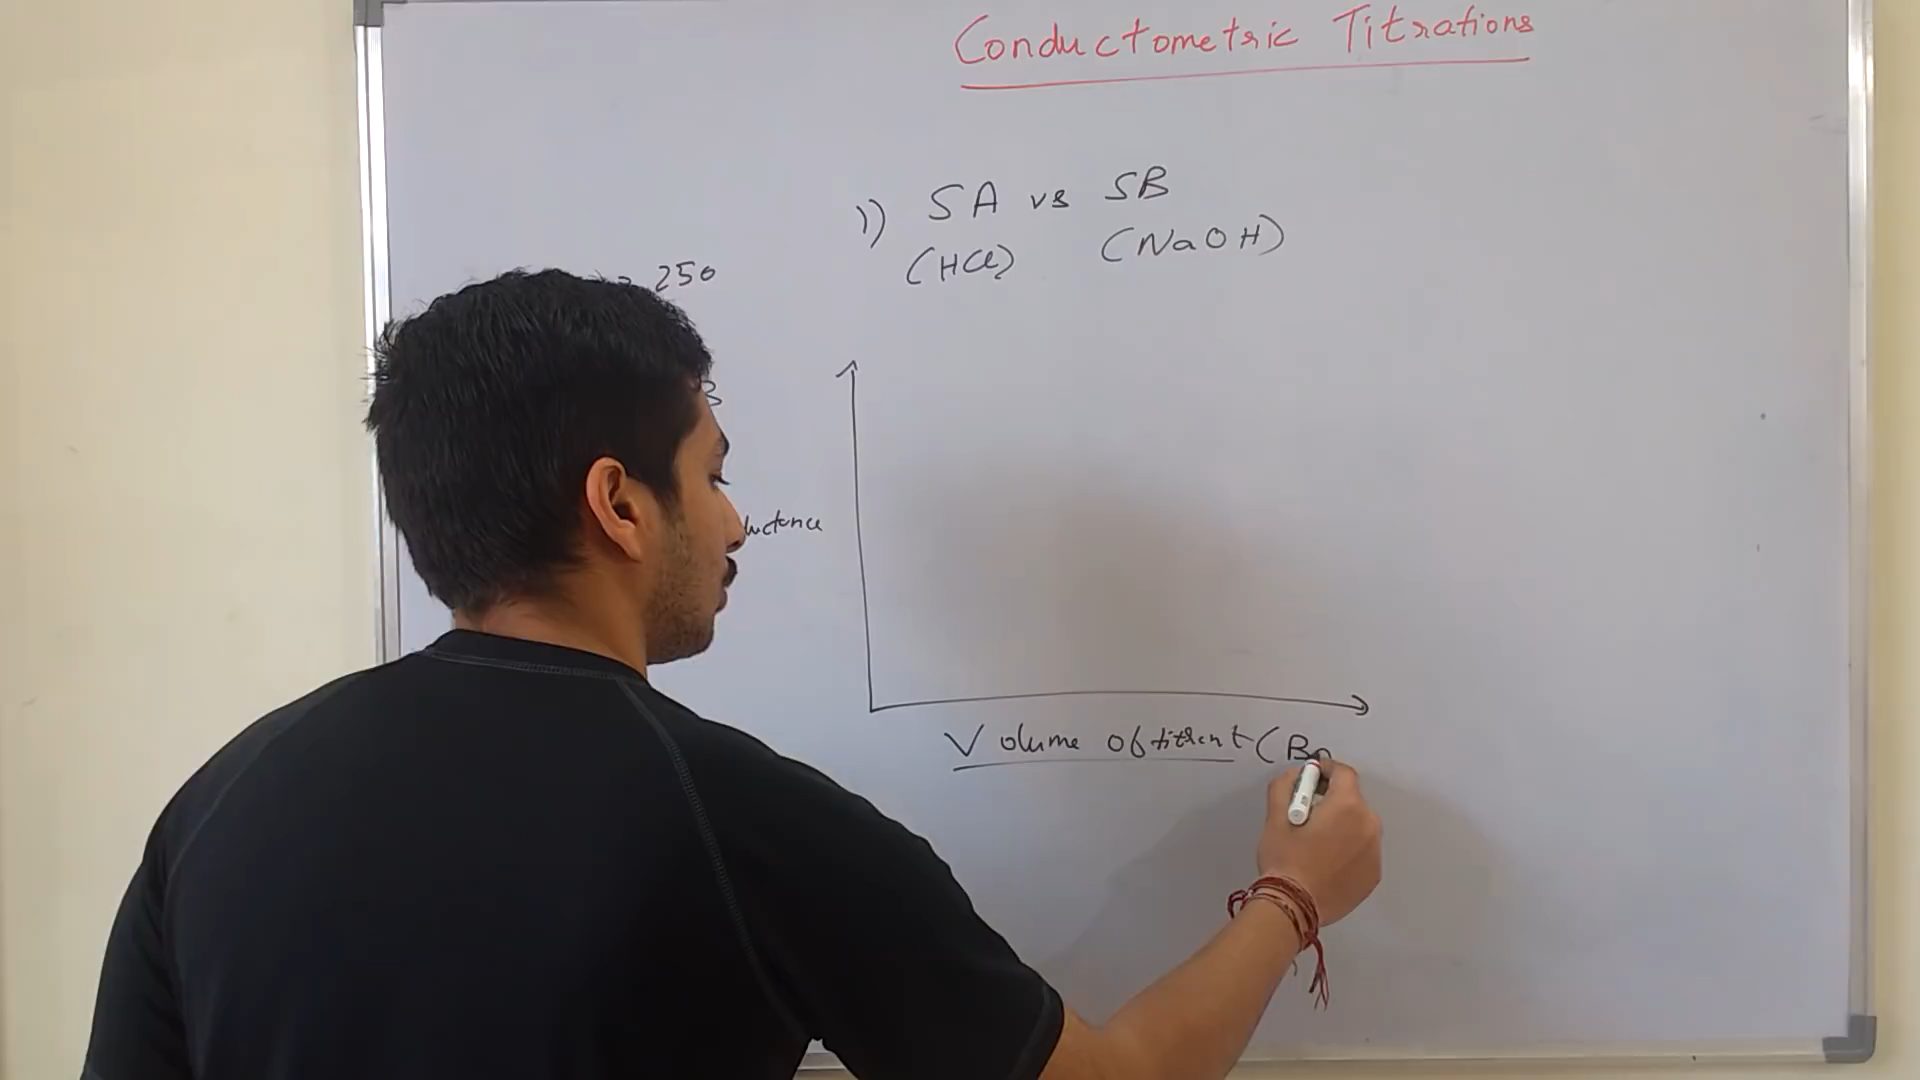 Conductometric Titrations
1) SA vs SB
(HCl) (NaOH)
250
Volume of titrant (B